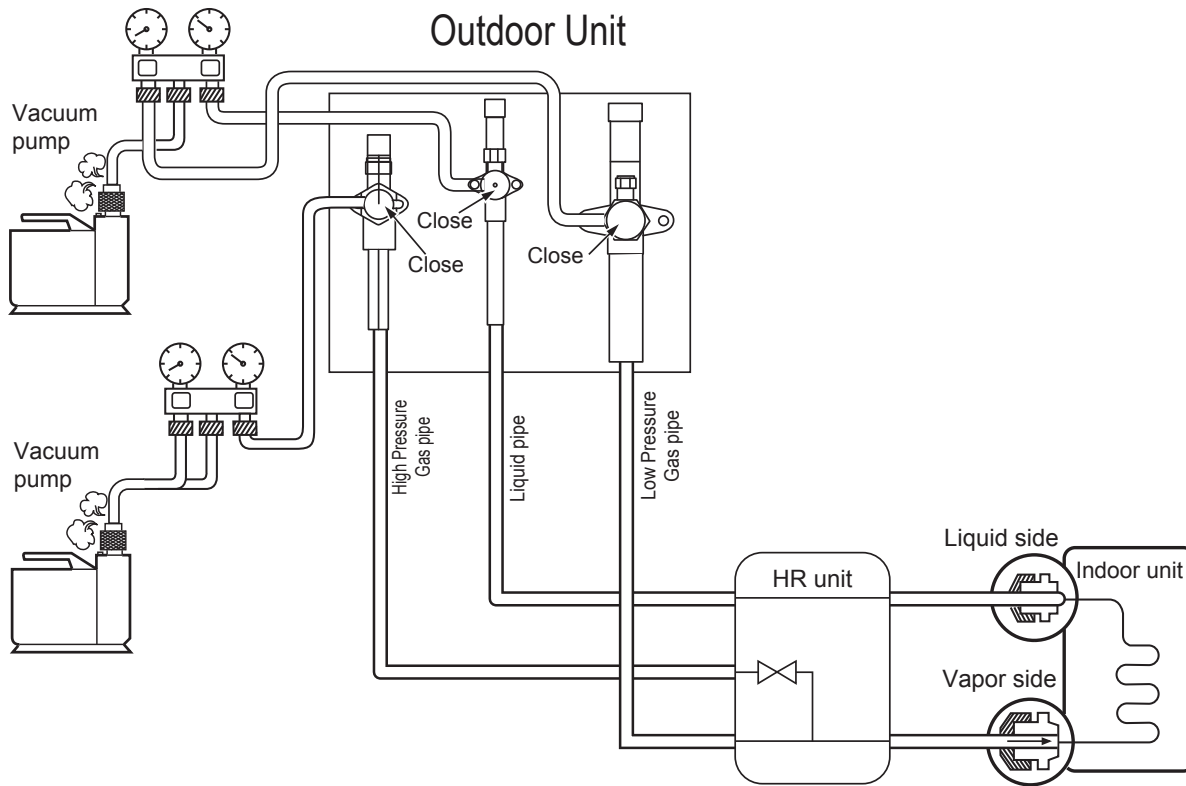 Outdoor Unit
Vacuum
pump
Close
Close
Close
Vacuum
pump
High Pressure
Gas pipe
Liquid pipe
Low Pressure
Gas pipe
Liquid side
HR unit
Indoor unit
Vapor side